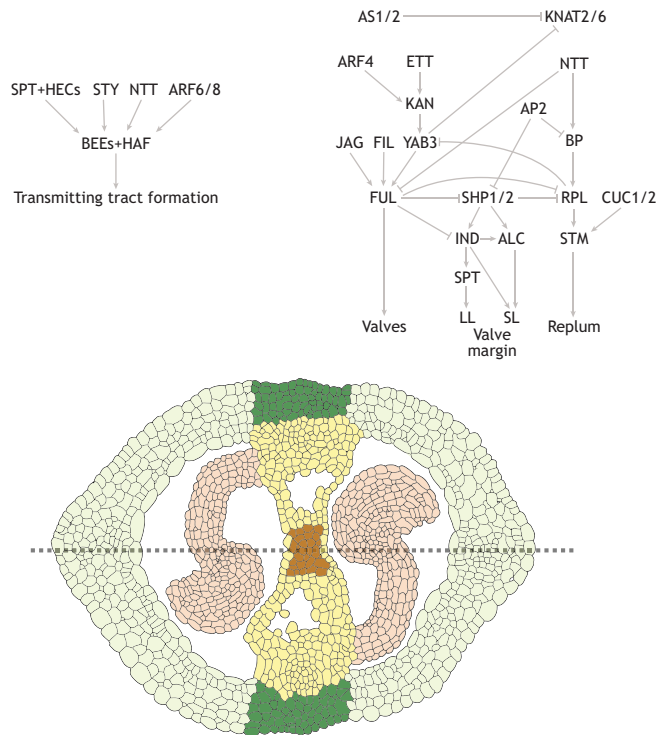 AS1/2 KNAT2/6
ARF4 ETT NTT
SPT+HECs STY NTT ARF6/8
KAN
AP2
BEEs+HAF
JAG FIL YAB3 BP
Transmitting tract formation
FUL SHP1/2 RPL CUC1/2
IND ALC STM
SPT
LL SL
Valves Valve margin Replum